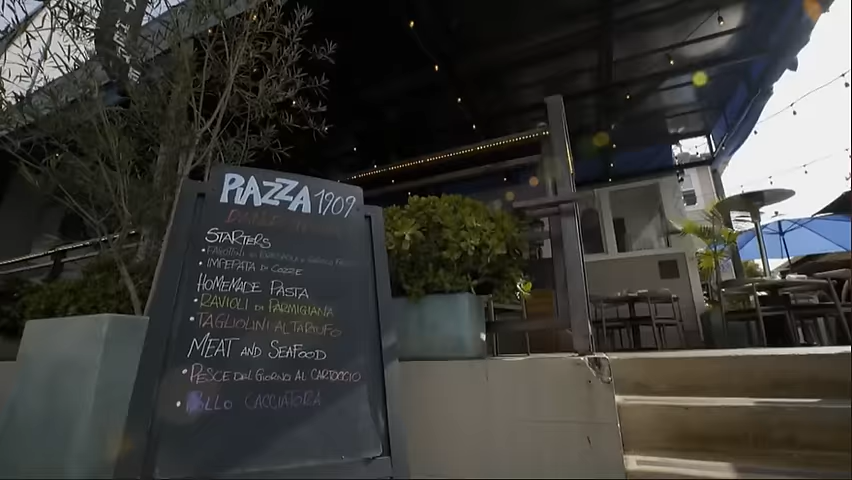 PIAZZA 1909
STARTERS
IMPEPATA DI COZZE
HOMEMADE PASTA
RAVIOLI DI PARMIGIANA
TAGLIOLINI AL TARTUFO
MEAT AND SEAFOOD
PESCE DEL GIORNO AL CARTOCCIO
POLLO CACCIATORA